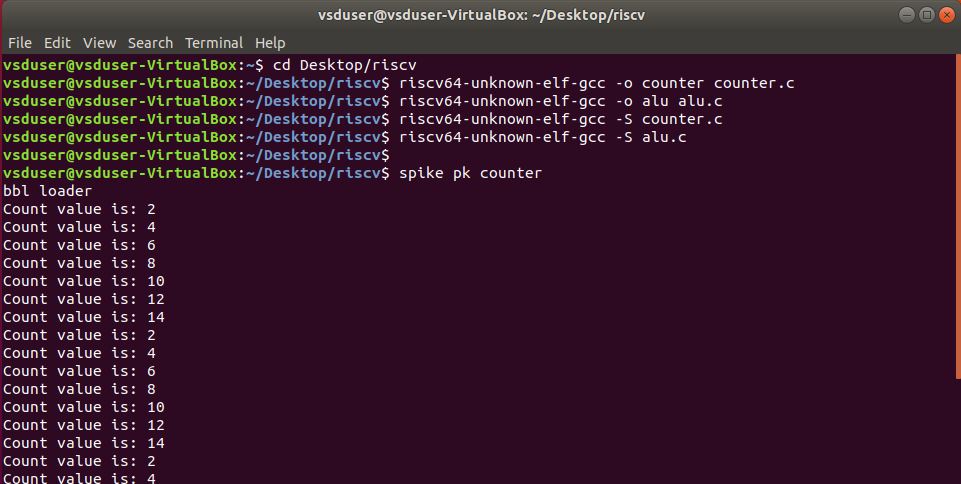 vsduser@vsduser-VirtualBox: ~/Desktop/riscv
File Edit View Search Terminal Help
vsduser@vsduser-VirtualBox:~$ cd Desktop/riscv
vsduser@vsduser-VirtualBox:~/Desktop/riscv$ riscv64-unknown-elf-gcc -o counter counter.c
vsduser@vsduser-VirtualBox:~/Desktop/riscv$ riscv64-unknown-elf-gcc -o alu alu.c
vsduser@vsduser-VirtualBox:~/Desktop/riscv$ riscv64-unknown-elf-gcc -S counter.c
vsduser@vsduser-VirtualBox:~/Desktop/riscv$ riscv64-unknown-elf-gcc -S alu.c
vsduser@vsduser-VirtualBox:~/Desktop/riscv$
vsduser@vsduser-VirtualBox:~/Desktop/riscv$ spike pk counter
bbl loader
Count value is: 2
Count value is: 4
Count value is: 6
Count value is: 8
Count value is: 10
Count value is: 12
Count value is: 14
Count value is: 2
Count value is: 4
Count value is: 6
Count value is: 8
Count value is: 10
Count value is: 12
Count value is: 14
Count value is: 2
Count value is: 4